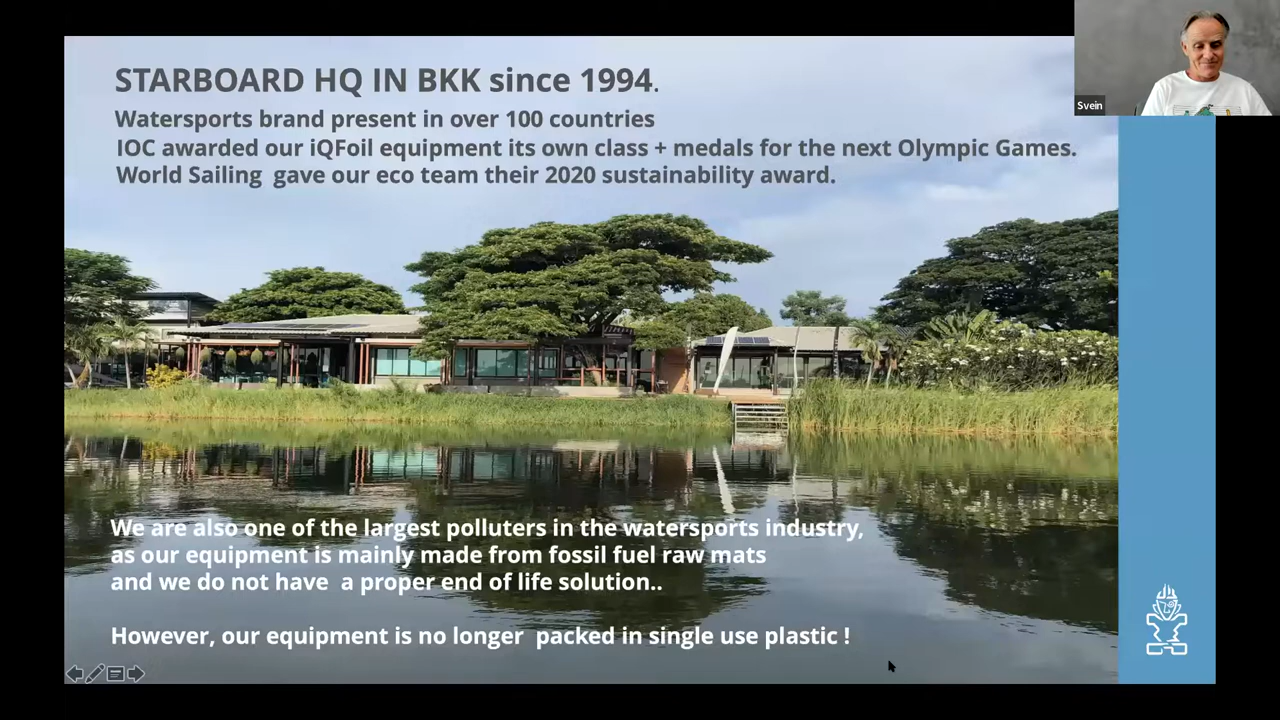 STARBOARD HQ IN BKK since 1994.
Svein
Watersports brand present in over 100 countries
IOC awarded our iQFoil equipment its own class + medals for the next Olympic Games.
World Sailing gave our eco team their 2020 sustainability award.
We are also one of the largest polluters in the watersports industry,
as our equipment is mainly made from fossil fuel raw mats
and we do not have a proper end of life solution..
However, our equipment is no longer packed in single use plastic !